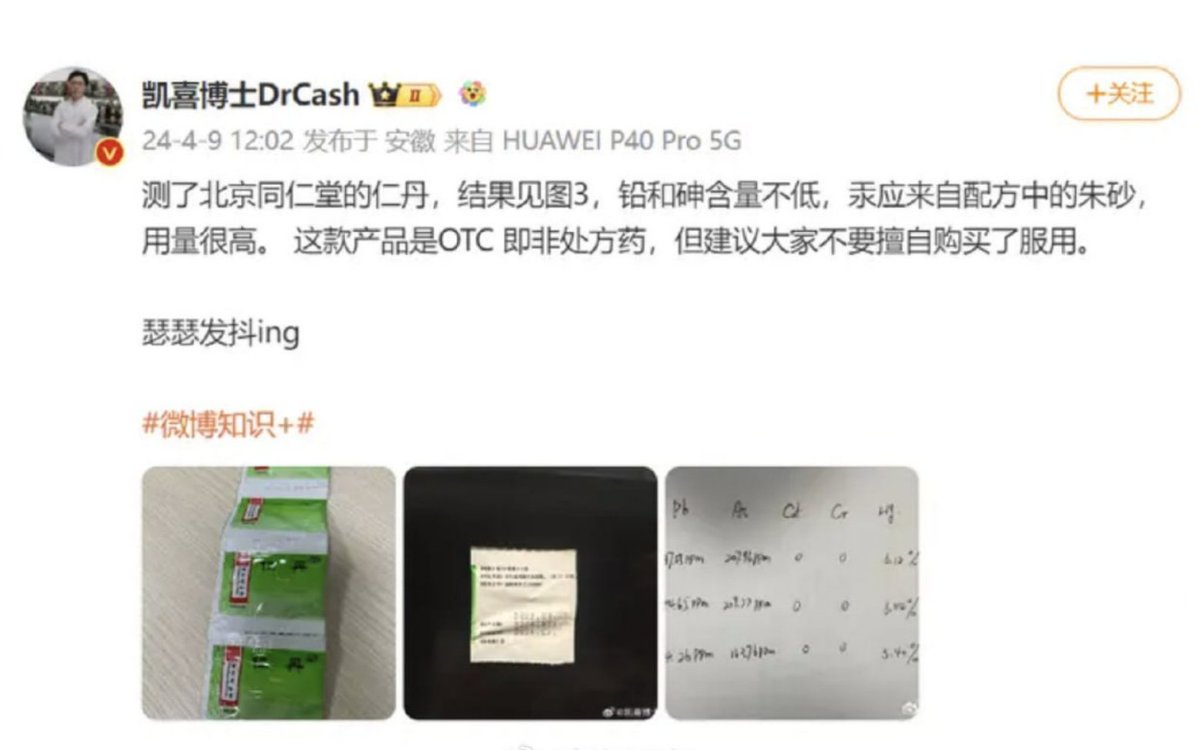 凯喜博士DrCash
II
+关注
24-4-9 12:02 发布于 安徽 来自 HUAWEI P40 Pro 5G
测了北京同仁堂的仁丹，结果见图3，铅和砷含量不低，汞应来自配方中的朱砂，
用量很高。 这款产品是OTC 即非处方药，但建议大家不要擅自购买了服用。
瑟瑟发抖ing
#微博知识+#
仁丹
丹
Pb As Cd Cr Hg
0 0
0 0
0 0